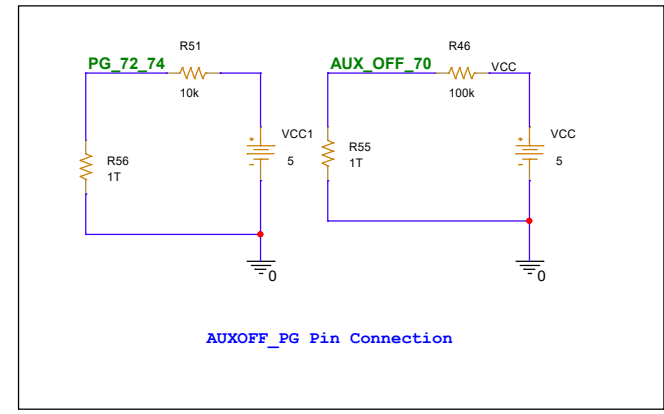 R51
PG_72_74
10k
VCC1
5
R56
1T
0
R46
AUX_OFF_70
VCC
100k
VCC
5
R55
1T
0
AUXOFF_PG Pin Connection